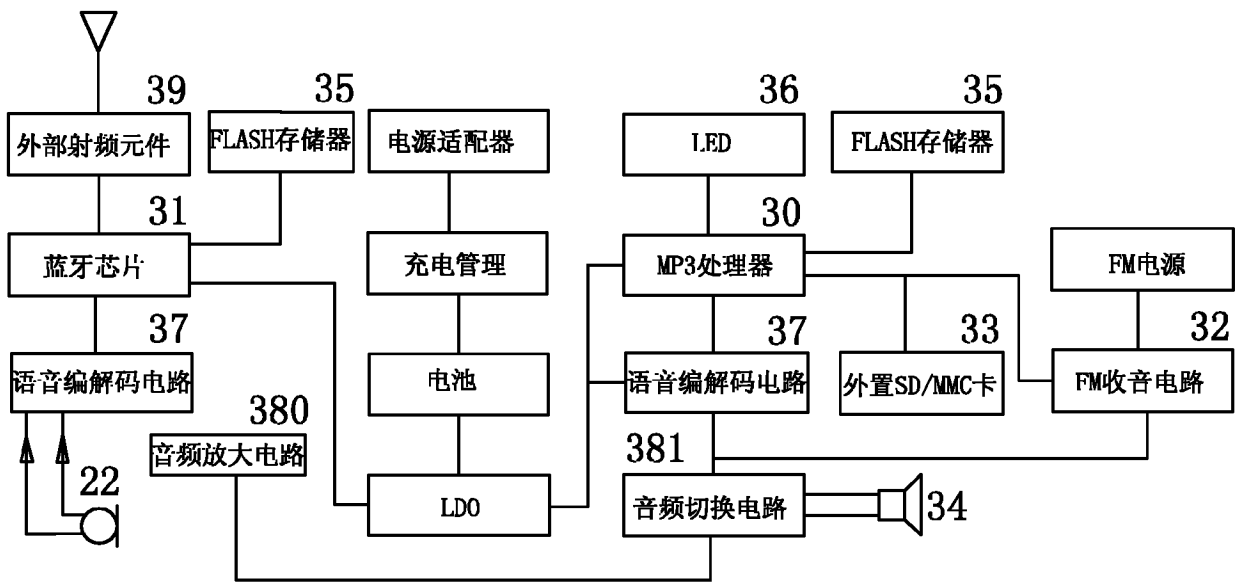 39
35
36
35
外部射频元件
FLASH存储器
电源适配器
LED
FLASH存储器
31
30
蓝牙芯片
充电管理
MP3处理器
FM电源
37
37
33
32
语音编解码电路
电池
语音编解码电路
外置SD/MMC卡
FM收音电路
380
381
音频放大电路
22
LDO
音频切换电路
34